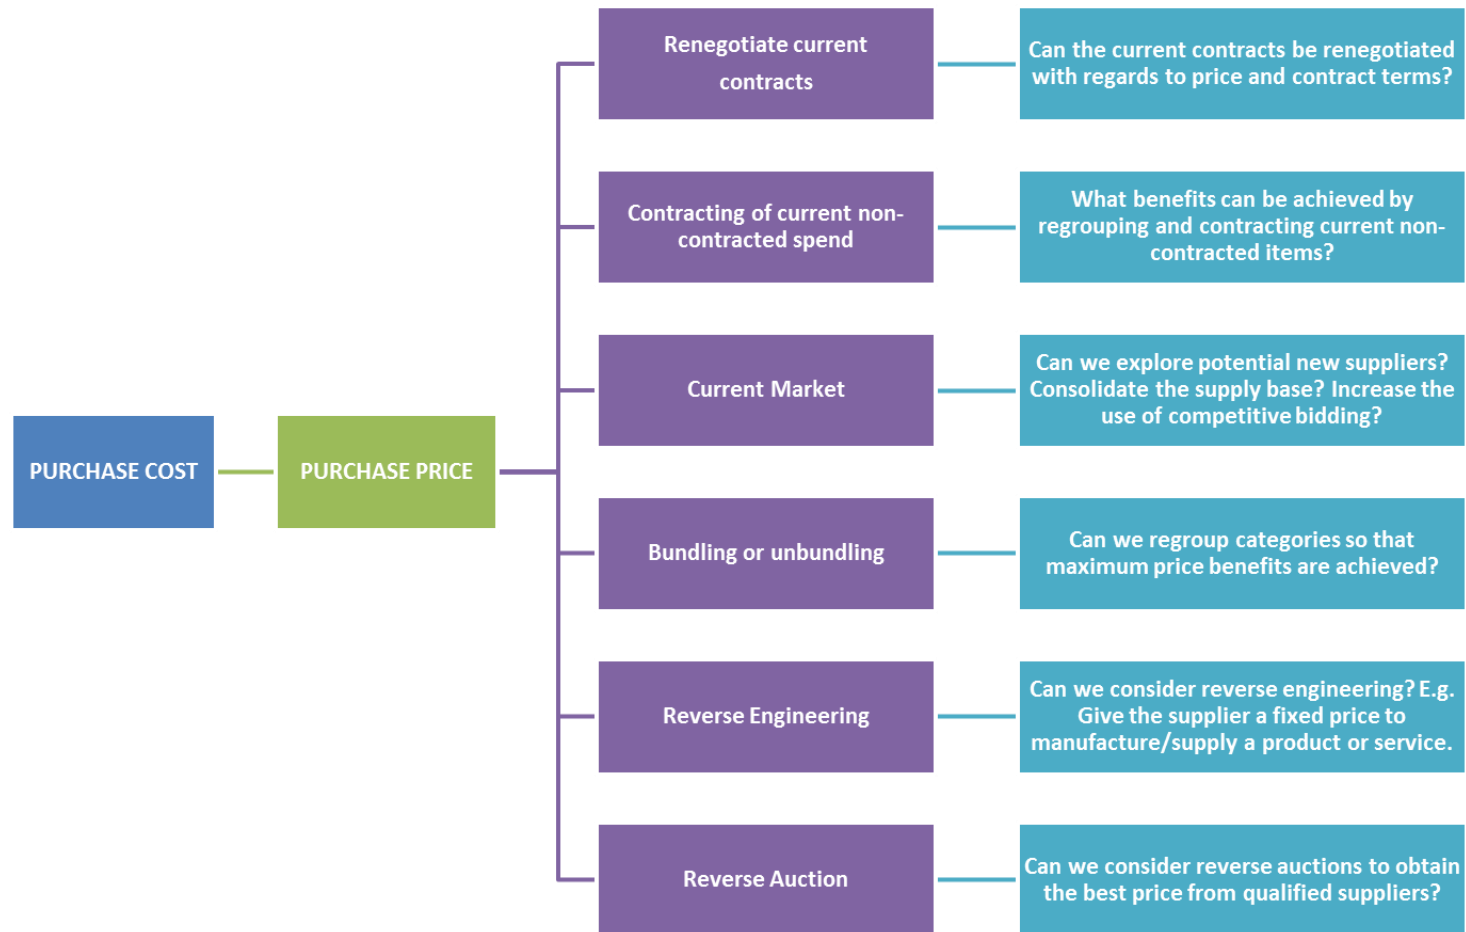 PURCHASE COST
PURCHASE PRICE
Renegotiate current
contracts
Can the current contracts be renegotiated
with regards to price and contract terms?
Contracting of current non-
contracted spend
What benefits can be achieved by
regrouping and contracting current non-
contracted items?
Current Market
Can we explore potential new suppliers?
Consolidate the supply base? Increase the
use of competitive bidding?
Bundling or unbundling
Can we regroup categories so that
maximum price benefits are achieved?
Reverse Engineering
Can we consider reverse engineering? E.g.
Give the supplier a fixed price to
manufacture/supply a product or service.
Reverse Auction
Can we consider reverse auctions to obtain
the best price from qualified suppliers?